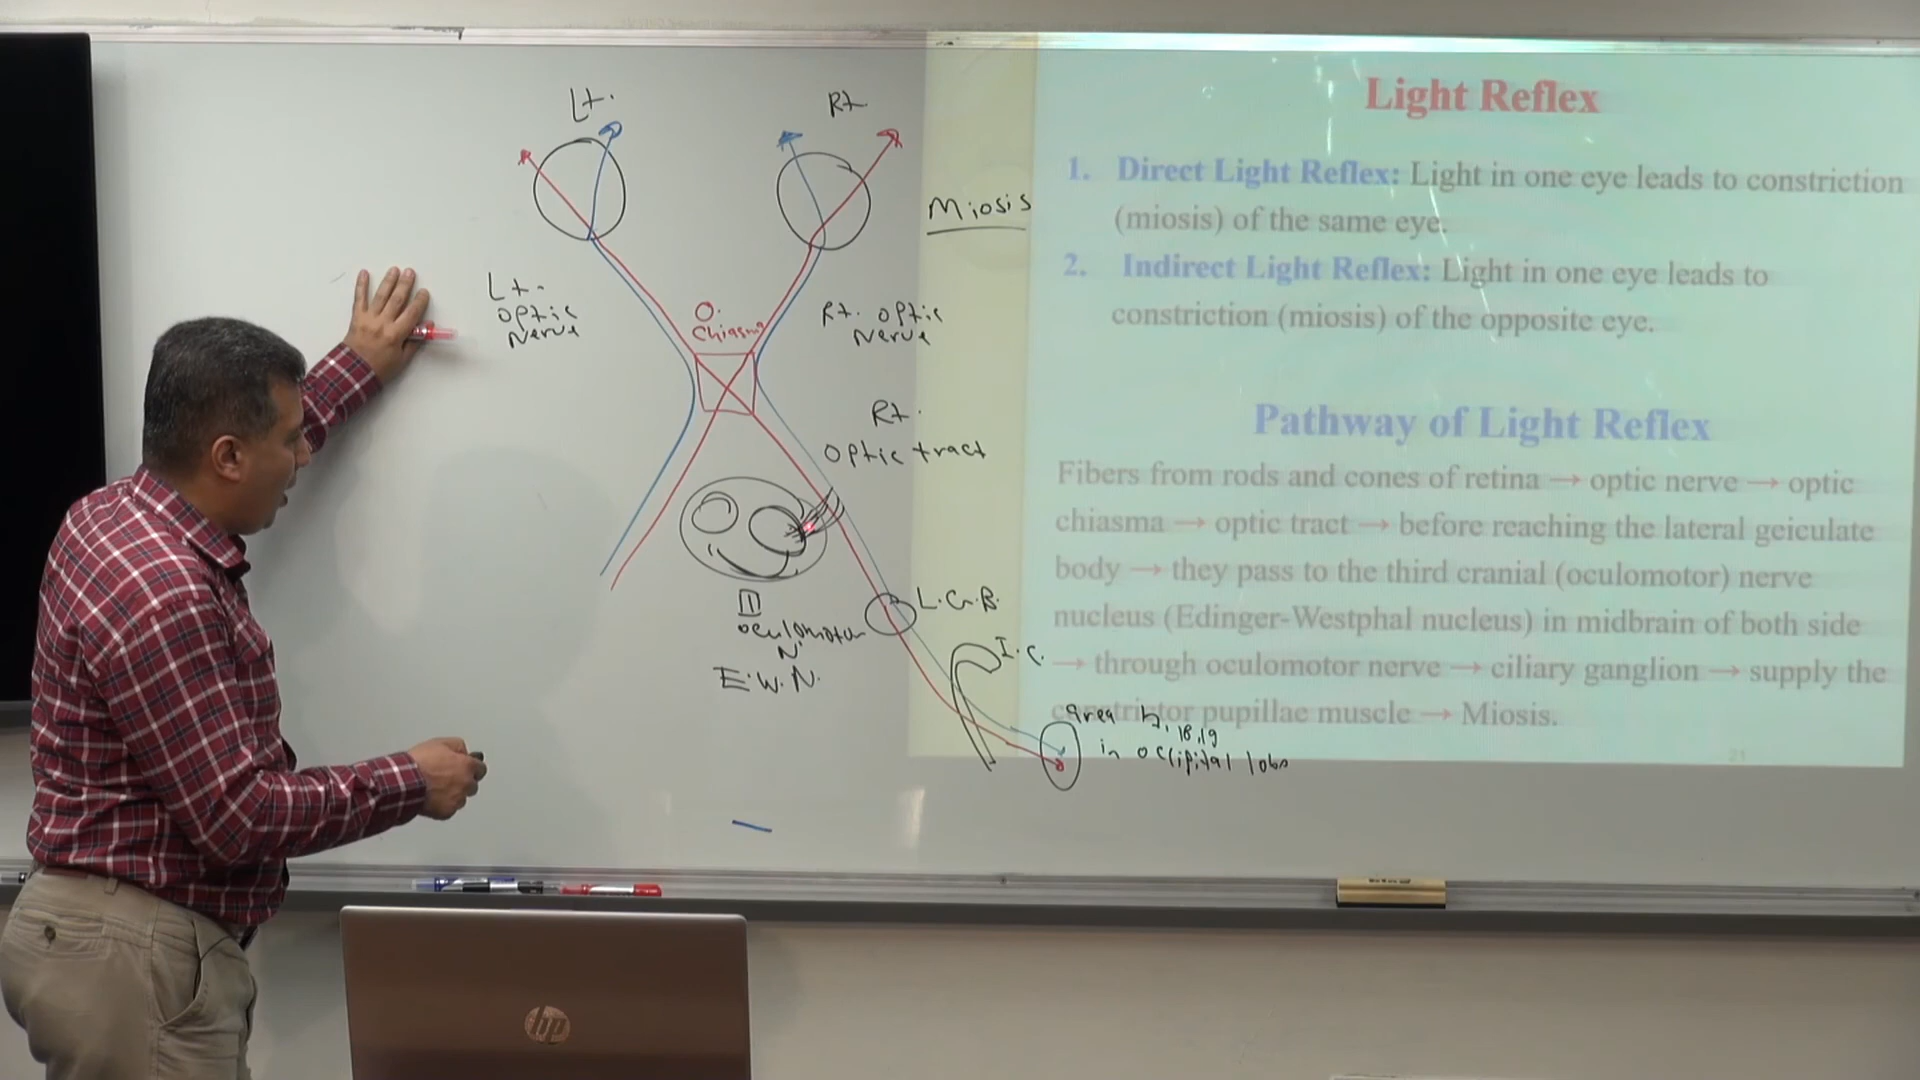 Lt.
Rt
Miosis
Lt.
optic
nerve
O.
Chiasma
Rt. optic
nerve
Rt.
optic tract
L.G.B.
III
oculomotor
N.
E.W.N.
I.C.
area 17,
18,19
in occipital lobe
Light Reflex
1. Direct Light Reflex: Light in one eye leads to constriction
(miosis) of the same eye.
2. Indirect Light Reflex: Light in one eye leads to
constriction (miosis) of the opposite eye.
Pathway of Light Reflex
Fibers from rods and cones of retina → optic nerve → optic
chiasma → optic tract → before reaching the lateral geiculate
body → they pass to the third cranial (oculomotor) nerve
nucleus (Edinger-Westphal nucleus) in midbrain of both side
→ through oculomotor nerve → ciliary ganglion → supply the
constrictor pupillae muscle → Miosis.
21
hp